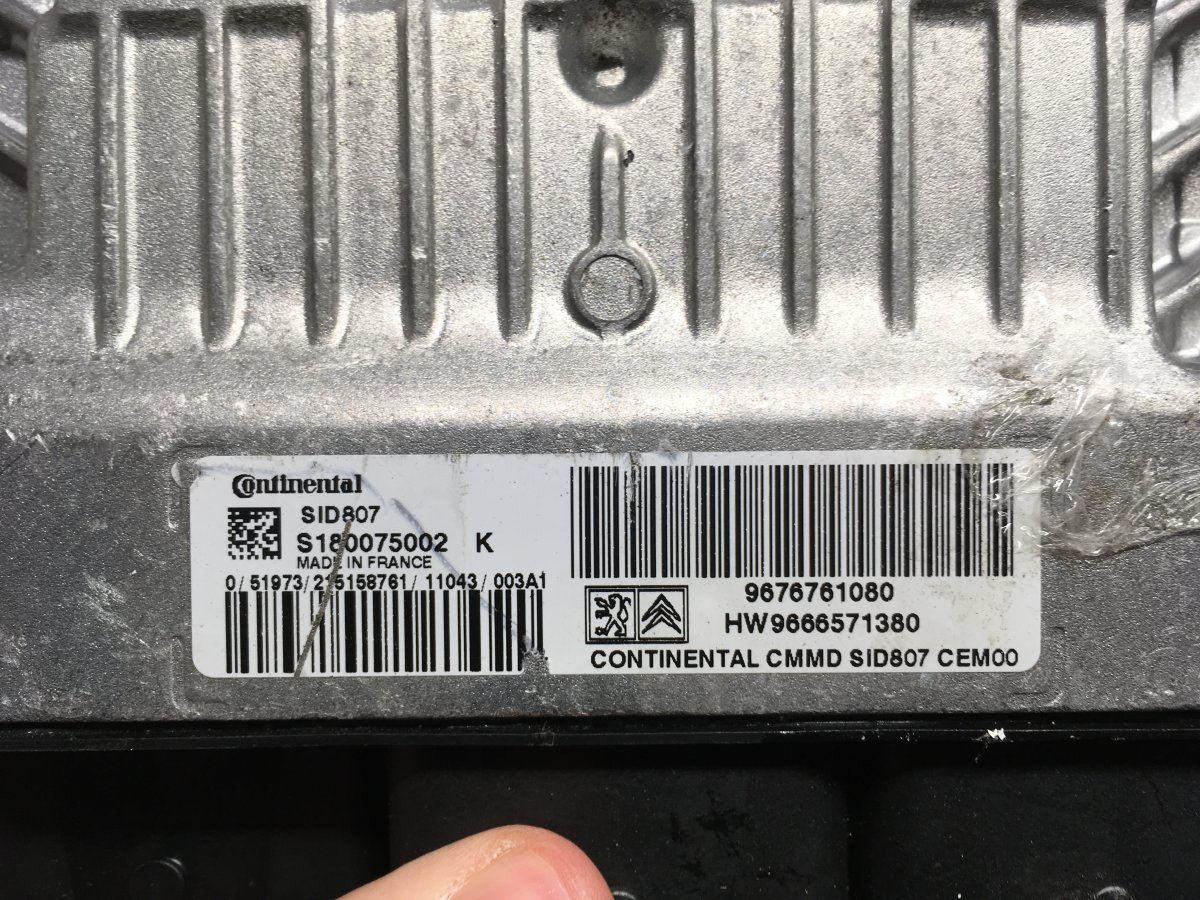 Continental
SID807
S180075002 K
MADE IN FRANCE
0/51973/215158761/11043/003A1
9676761080
HW9666571380
CONTINENTAL CMMD SID807 CEM00